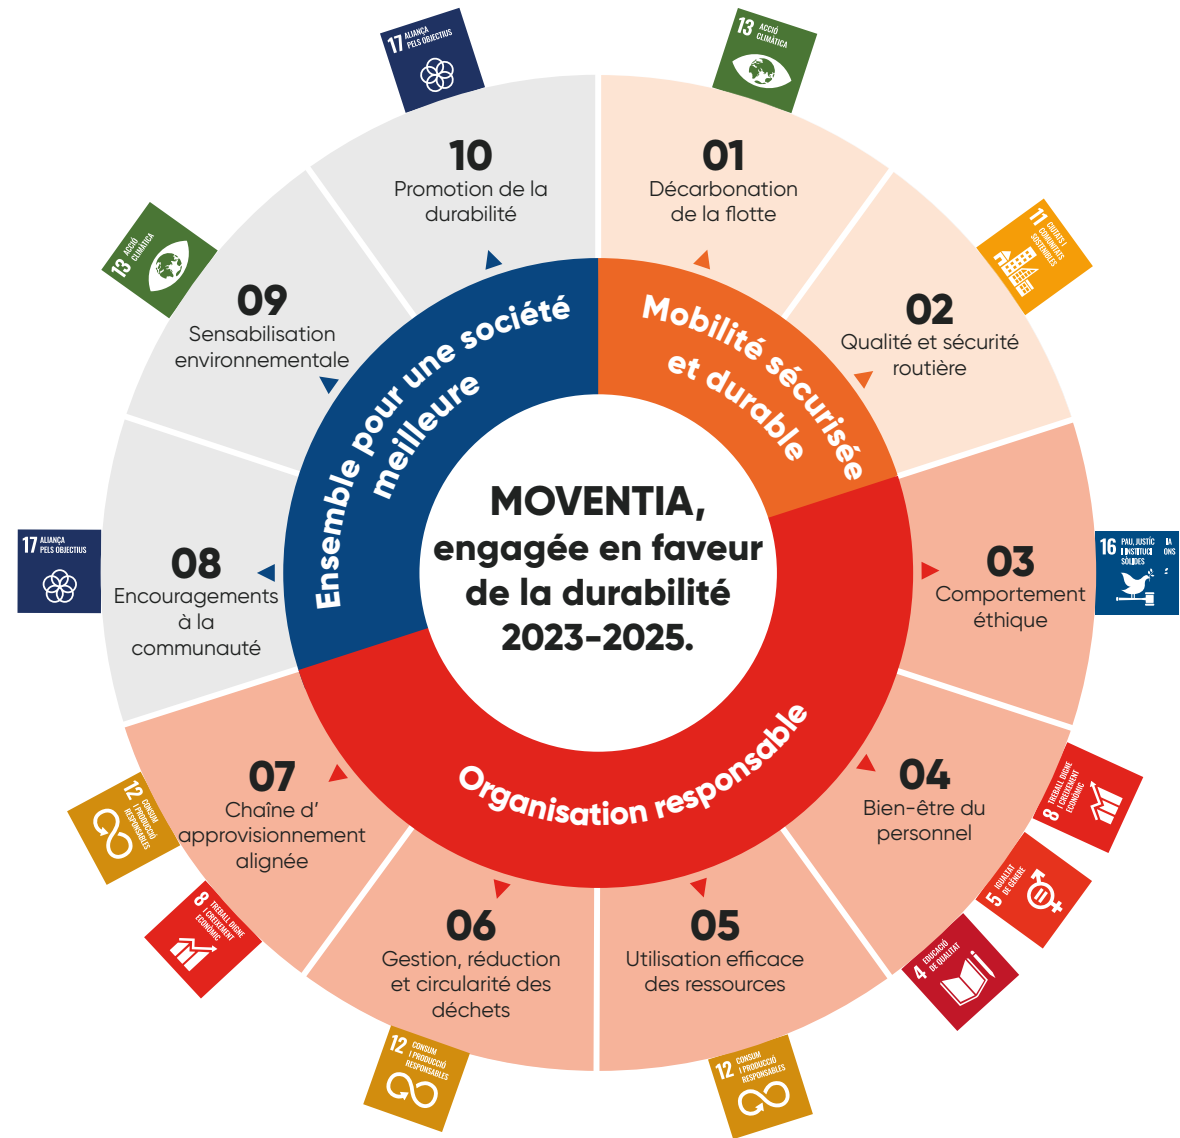 MOVENTIA,
engagée en faveur
de la durabilité
2023-2025.
Mobilité sécurisée
et durable
Organisation responsable
Ensemble pour une société
meilleure
01
Décarbonation
de la flotte
13 ACCIÓ
CLIMÀTICA
02
Qualité et sécurité
routière
11 CIUTATS I
COMUNITATS
SOSTENIBLES
03
Comportement
éthique
16 PAU, JUSTÍC IA
I INSTITUCI ONS
SÒLIDES
04
Bien-être du
personnel
8 TREBALL DIGNE
I CREIXEMENT
ECONÒMIC
5 IGUALTAT
DE GÈNERE
4 EDUCACIÓ
DE QUALITAT
05
Utilisation efficace
des ressources
12 CONSUM
I PRODUCCIÓ
RESPONSABLES
06
Gestion, réduction
et circularité des
déchets
12 CONSUM
I PRODUCCIÓ
RESPONSABLES
07
Chaîne d’
approvisionnement
alignée
8 TREBALL DIGNE
I CREIXEMENT
ECONÒMIC
12 CONSUM
I PRODUCCIÓ
RESPONSABLES
08
Encouragements
à la
communauté
17 ALIANÇA
PELS OBJECTIUS
09
Sensabilisation
environnementale
13 ACCIÓ
CLIMÀTICA
10
Promotion de la
durabilité
17 ALIANÇA
PELS OBJECTIUS